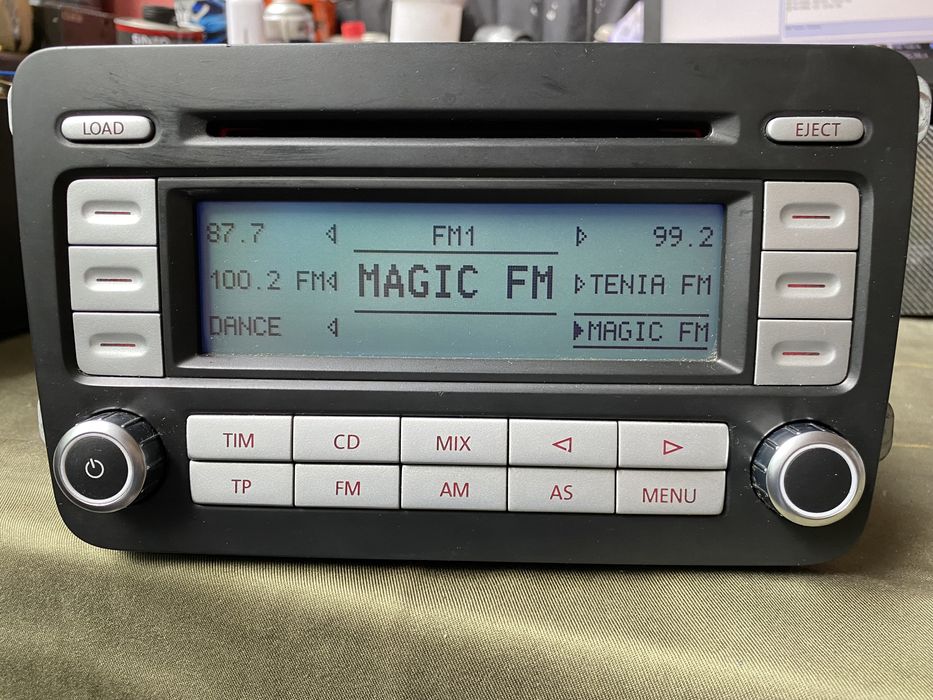 LOAD
EJECT
87.7 FM1 99.2
100.2 FM MAGIC FM TENIA FM
DANCE MAGIC FM
TIM CD MIX
TP FM AM AS MENU